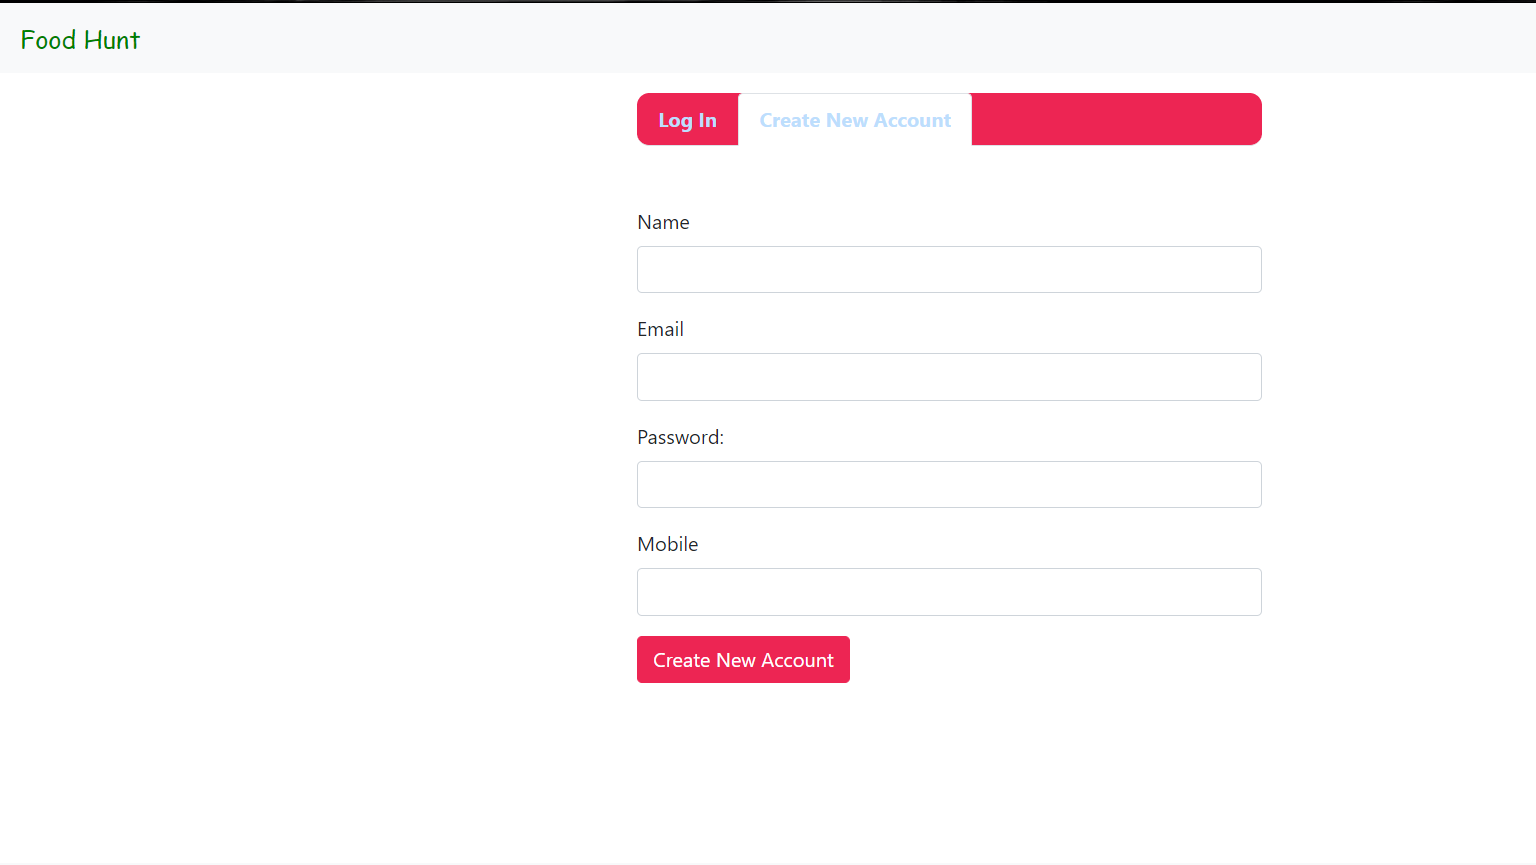 Food Hunt
Log In Create New Account
Name
Email
Password:
Mobile
Create New Account